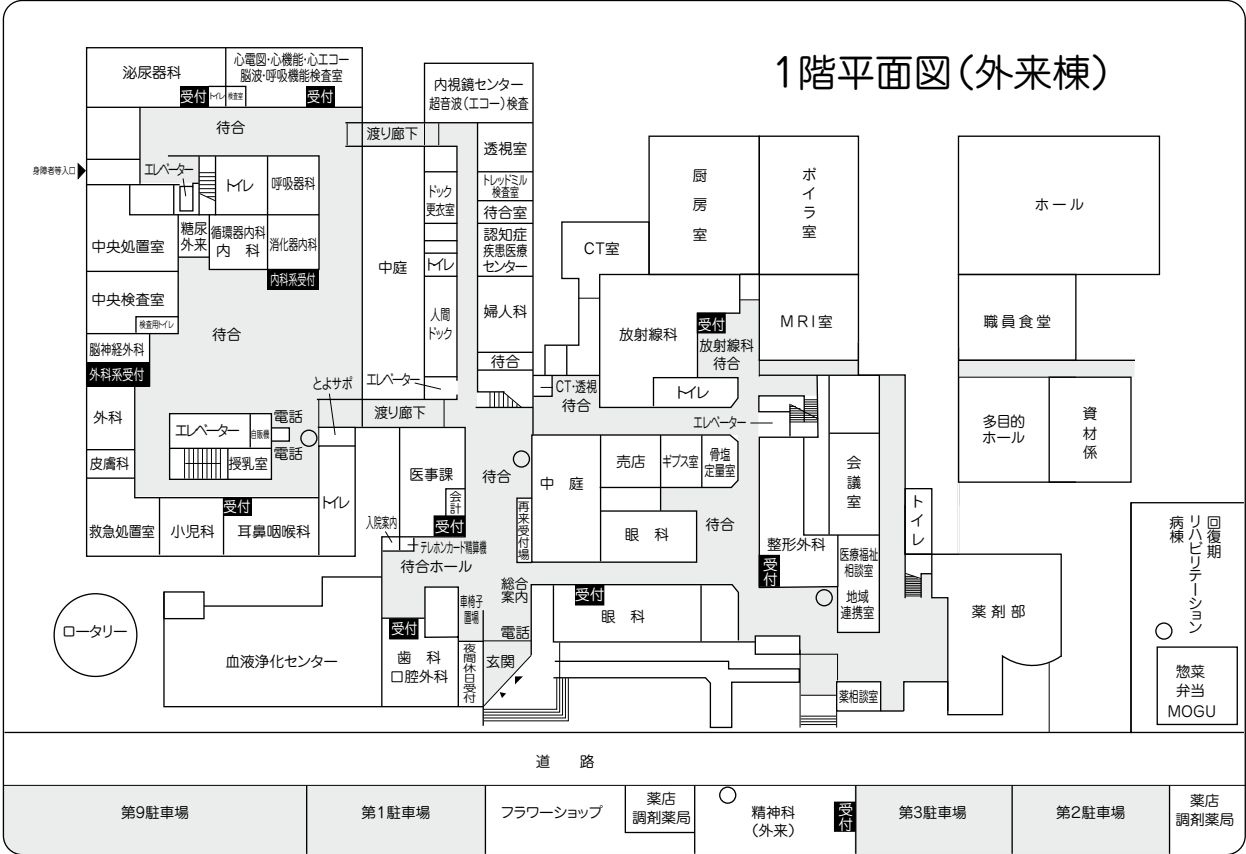 1階平面図(外来棟)
泌尿器科
心電図・心機能・心エコー
脳波・呼吸機能検査室
受付
トイレ
検査室
受付
待合
身障者等入口
エレベーター
トイレ
呼吸器科
中央処置室
糖尿
外来
循環器内科
内 科
消化器内科
内科系受付
中央検査室
検査用トイレ
待合
脳神経外科
外科系受付
とよサポ
外科
エレベーター
自販機
電話
電話
授乳室
皮膚科
救急処置室
小児科
受付
耳鼻咽喉科
トイレ
渡り廊下
中庭
エレベーター
渡り廊下
内視鏡センター
超音波(エコー)検査
透視室
トレッドミル
検査室
待合室
認知症
疾患医療
センター
婦人科
待合
ドック
更衣室
トイレ
人間
ドック
医事課
会計
受付
入院案内
テレホンカード精算機
待合ホール
待合
再来受付場
中 庭
CT室
厨房室
ボイラ室
ホール
放射線科
受付
放射線科
待合
MRI室
職員食堂
CT・透視
待合
トイレ
エレベーター
売店
ギプス室
骨塩
定量室
待合
眼 科
会議室
多目的
ホール
資材係
トイレ
整形外科
受付
医療福祉
相談室
地域
連携室
薬剤部
回復期
リハビリテーション
病棟
惣菜
弁当
MOGU
総合
案内
車椅子
置場
電話
受付
眼 科
ロータリー
血液浄化センター
受付
歯 科
口腔外科
夜間休日受付
玄関
薬相談室
道 路
第9駐車場
第1駐車場
フラワーショップ
薬店
調剤薬局
精神科
(外来)
受付
第3駐車場
第2駐車場
薬店
調剤薬局